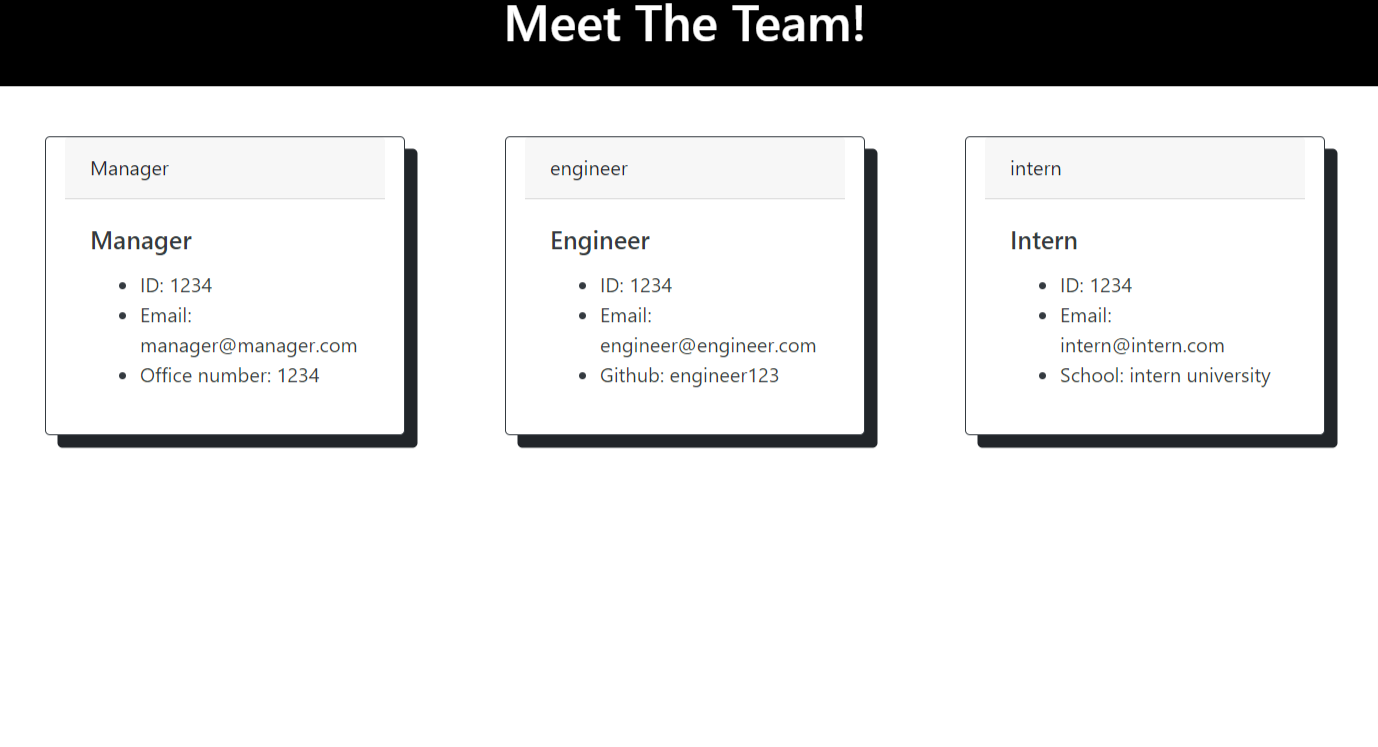 Meet The Team!
Manager
Manager
ID: 1234
Email:
manager@manager.com
Office number: 1234
engineer
Engineer
ID: 1234
Email:
engineer@engineer.com
Github: engineer123
intern
Intern
ID: 1234
Email:
intern@intern.com
School: intern university